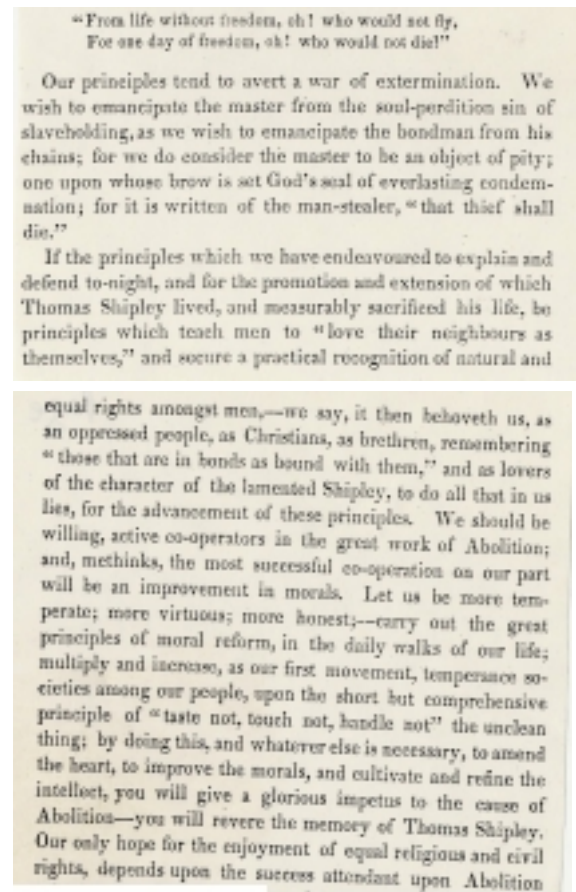 "From life without freedom, oh! who would not fly,
For one day of freedom, oh! who would not die!"
Our principles tend to avert a war of extermination. We
wish to emancipate the master from the soul-perdition sin of
slaveholding, as we wish to emancipate the bondman from his
chains; for we do consider the master to be an object of pity;
one upon whose brow is set God's seal of everlasting condem-
nation; for it is written of the man-stealer, "that thief shall
die."
If the principles which we have endeavoured to explain and
defend to-night, and for the promotion and extension of which
Thomas Shipley lived, and measurably sacrificed his life, be
principles which teach men to "love their neighbours as
themselves," and secure a practical recognition of natural and
equal rights amongst men,—we say, it then behoveth us, as
an oppressed people, as Christians, as brethren, remembering
"those that are in bonds as bound with them," and as lovers
of the character of the lamented Shipley, to do all that in us
lies, for the advancement of these principles. We should be
willing, active co-operators in the great work of Abolition;
and, methinks, the most successful co-operation on our part
will be an improvement in morals. Let us be more tem-
perate; more virtuous; more honest;—carry out the great
principles of moral reform, in the daily walks of our life;
multiply and increase, as our first movement, temperance so-
cieties among our people, upon the short but comprehensive
principle of "taste not, touch not, handle not" the unclean
thing; by doing this, and whatever else is necessary, to amend
the heart, to improve the morals, and cultivate and refine the
intellect, you will give a glorious impetus to the cause of
Abolition—you will revere the memory of Thomas Shipley.
Our only hope for the enjoyment of equal religious and civil
rights, depends upon the success attendant upon Abolition